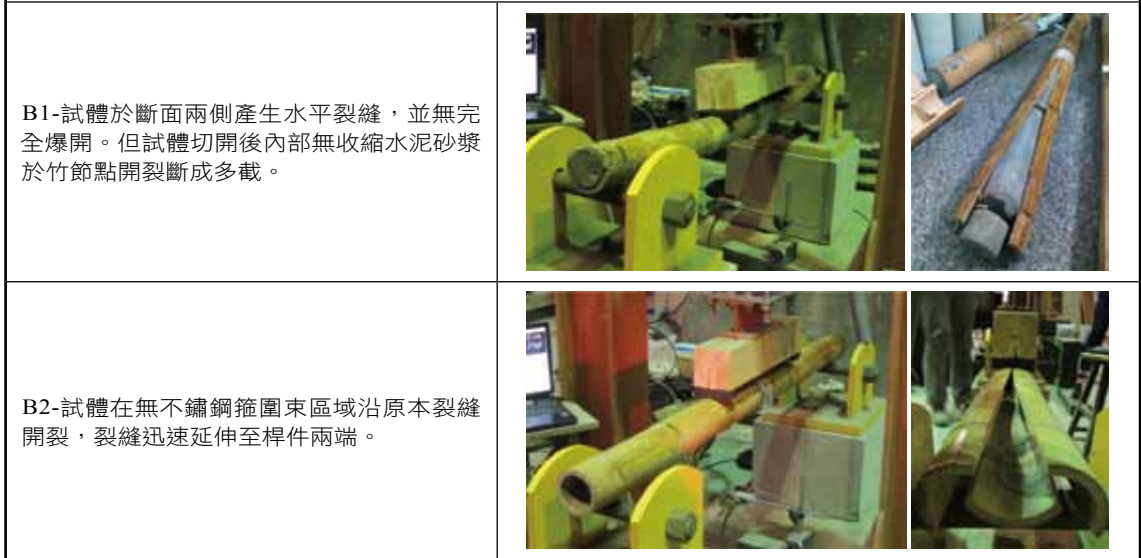 B1-試體於斷面兩側產生水平裂縫，並無完
全爆開。但試體切開後內部無收縮水泥砂漿
於竹節點開裂斷成多截。
B2-試體在無不鏽鋼箍圍束區域沿原本裂縫
開裂，裂縫迅速延伸至桿件兩端。